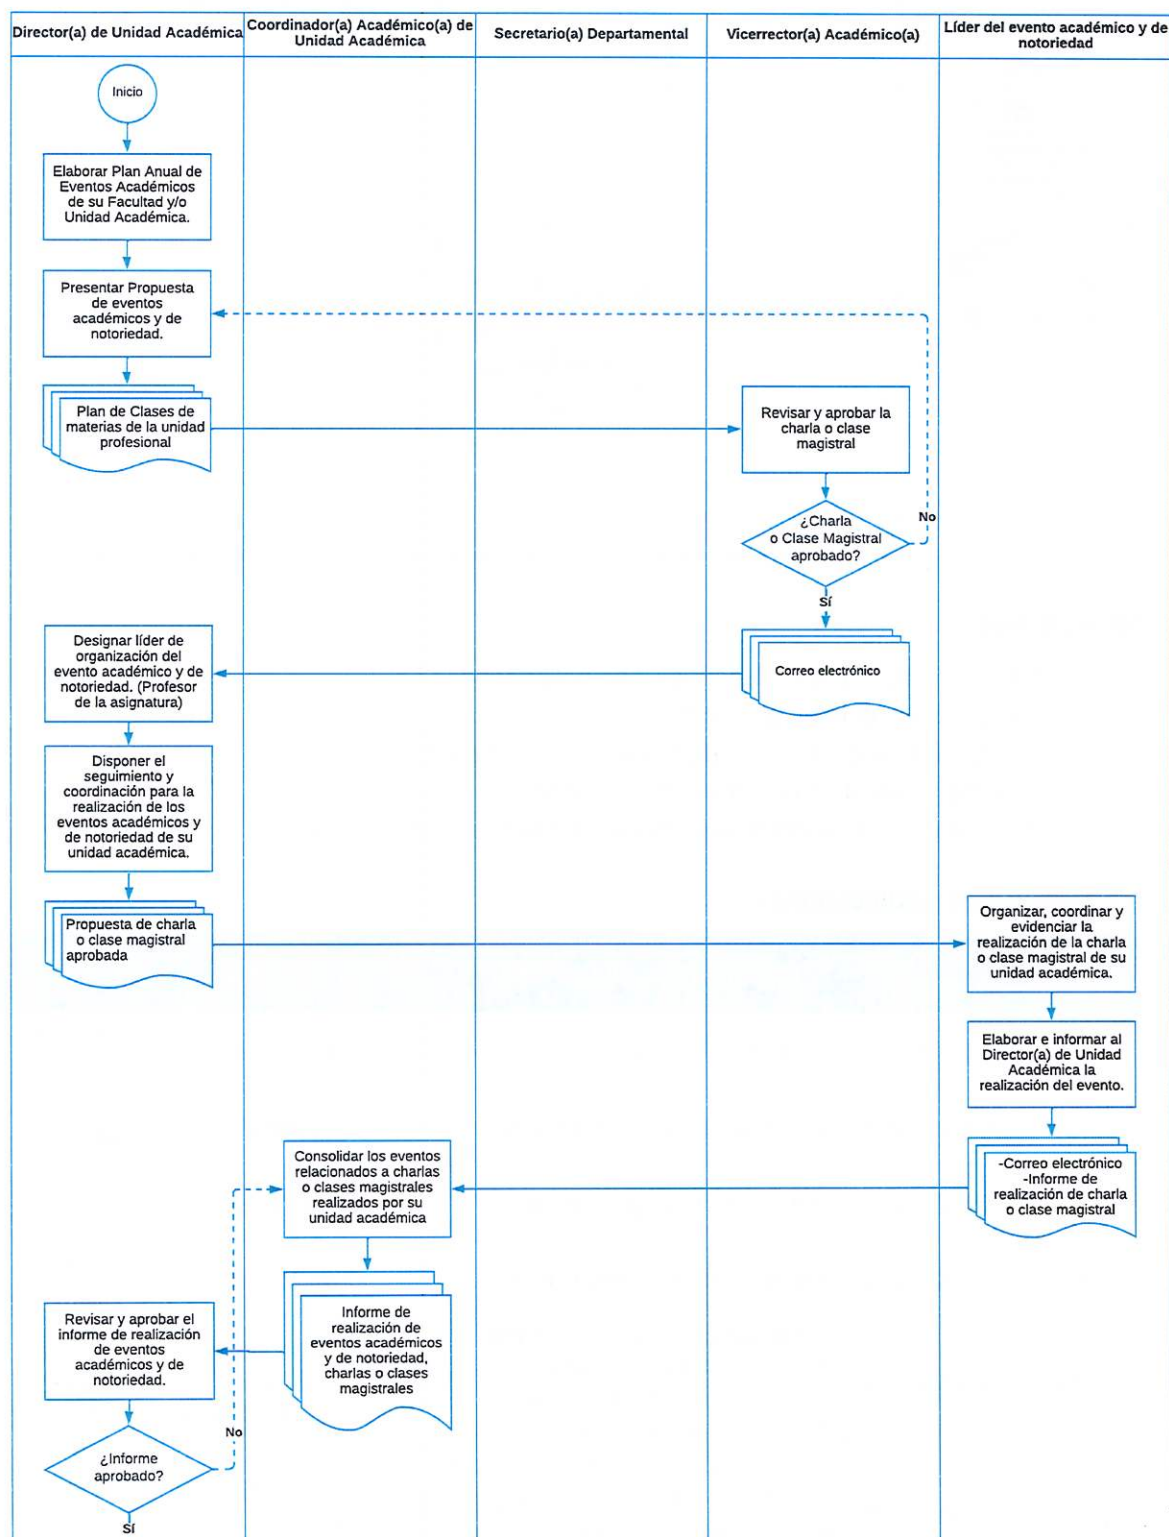 Director(a) de Unidad Académica
Coordinador(a) Académico(a) de
Unidad Académica
Secretario(a) Departamental
Vicerrector(a) Académico(a)
Líder del evento académico y de
notoriedad
Inicio
Elaborar Plan Anual de
Eventos Académicos
de su Facultad y/o
Unidad Académica.
Presentar Propuesta
de eventos
académicos y de
notoriedad.
Plan de Clases de
materias de la unidad
profesional
Revisar y aprobar la
charla o clase
magistral
¿Charla
o Clase Magistral
aprobado?
No
Sí
Correo electrónico
Designar líder de
organización del
evento académico y de
notoriedad. (Profesor
de la asignatura)
Disponer el
seguimiento y
coordinación para la
realización de los
eventos académicos y
de notoriedad de su
unidad académica.
Propuesta de charla
o clase magistral
aprobada
Organizar, coordinar y
evidenciar la
realización de la charla
o clase magistral de su
unidad académica.
Elaborar e informar al
Director(a) de Unidad
Académica la
realización del evento.
-Correo electrónico
-Informe de
realización de charla
o clase magistral
Consolidar los eventos
relacionados a charlas
o clases magistrales
realizados por su
unidad académica
Informe de
realización de
eventos académicos
y de notoriedad,
charlas o clases
magistrales
Revisar y aprobar el
informe de realización
de eventos
académicos y de
notoriedad.
No
¿Informe
aprobado?
Sí